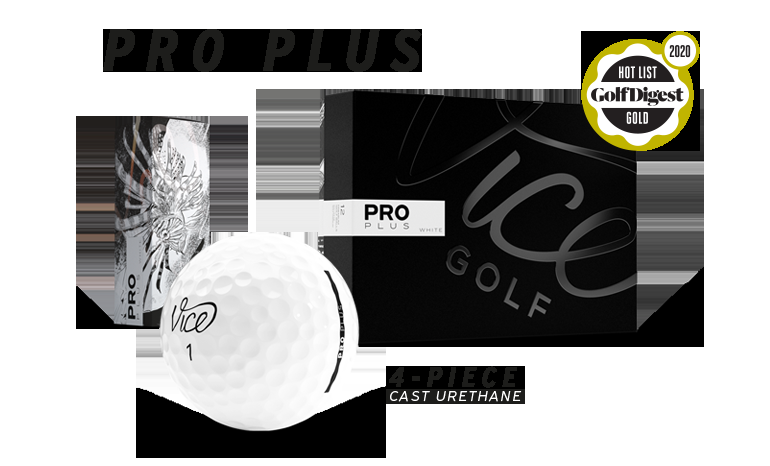 PRO PLUS
2020
HOT LIST
GolfDigest
GOLD
Vice
GOLF
12
PRO
PLUS
WHITE
PRO
Vice
1
PRO PLUS
4-PIECE
CAST URETHANE